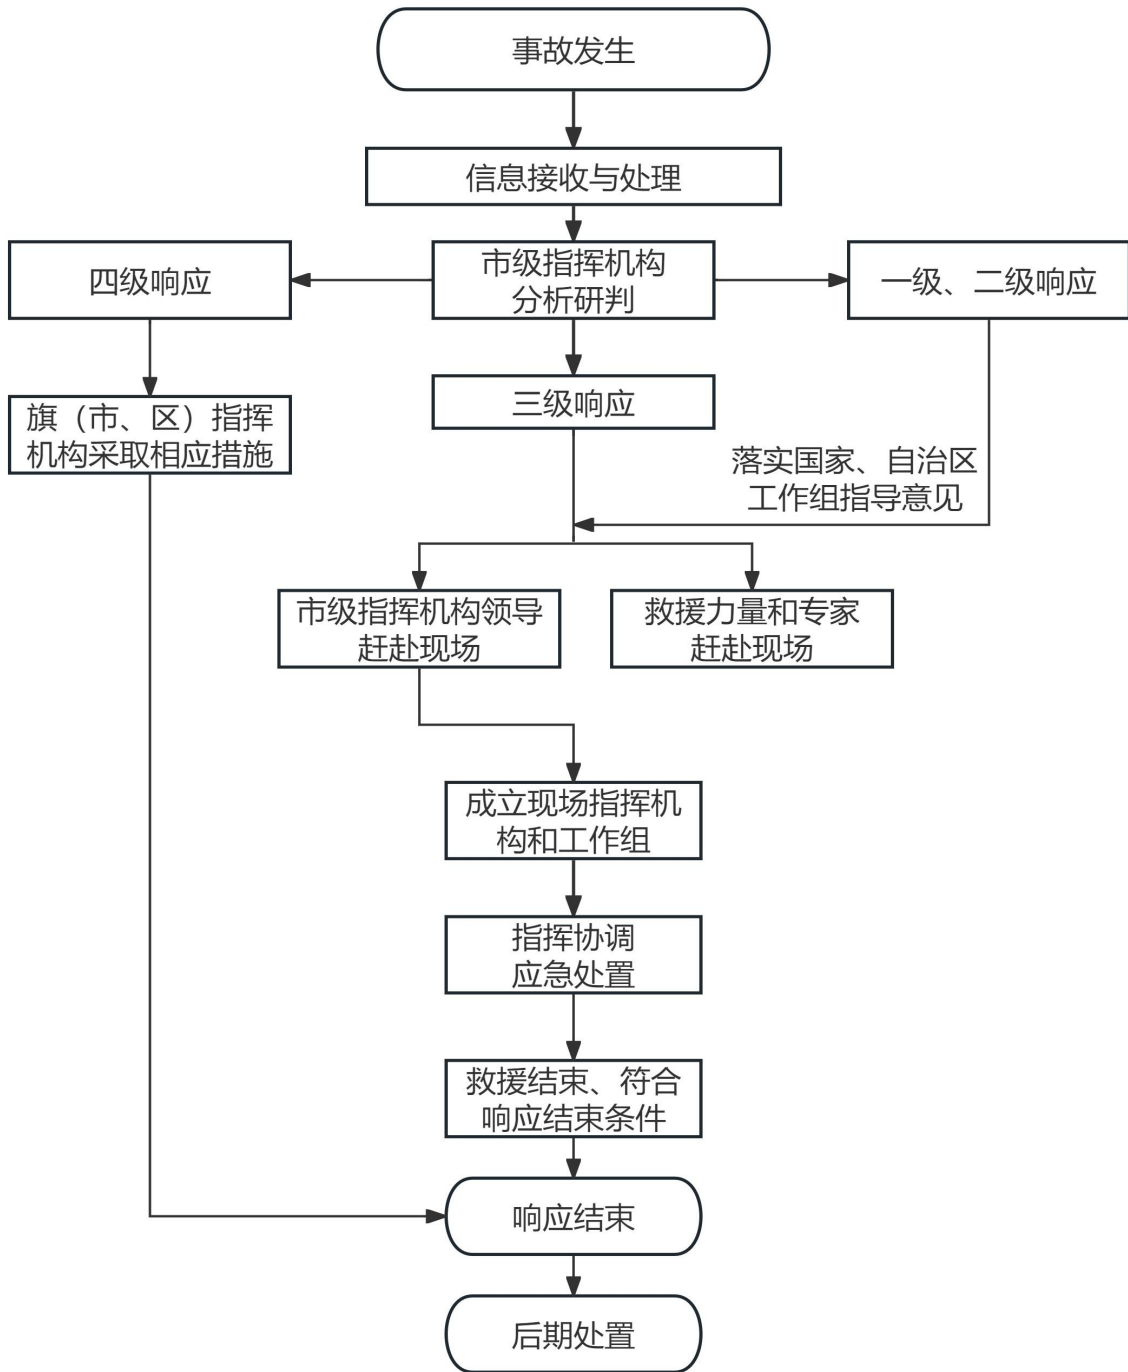 事故发生
信息接收与处理
四级响应
市级指挥机构
分析研判
一级、二级响应
旗（市、区）指挥
机构采取相应措施
三级响应
落实国家、自治区
工作组指导意见
市级指挥机构领导
赶赴现场
救援力量和专家
赶赴现场
成立现场指挥机
构和工作组
指挥协调
应急处置
救援结束、符合
响应结束条件
响应结束
后期处置